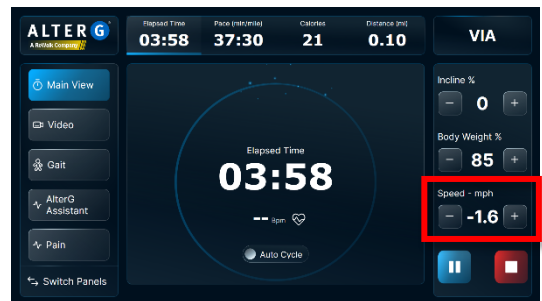 ALTER G
A ReWalk Company
Elapsed Time
03:58
Pace (min/mile)
37:30
Calories
21
Distance (mi)
0.10
VIA
Main View
Video
Gait
AlterG
Assistant
Pain
Switch Panels
Elapsed Time
03:58
-- Bpm
Auto Cycle
Incline %
- 0 +
Body Weight %
- 85 +
Speed - mph
- -1.6 +